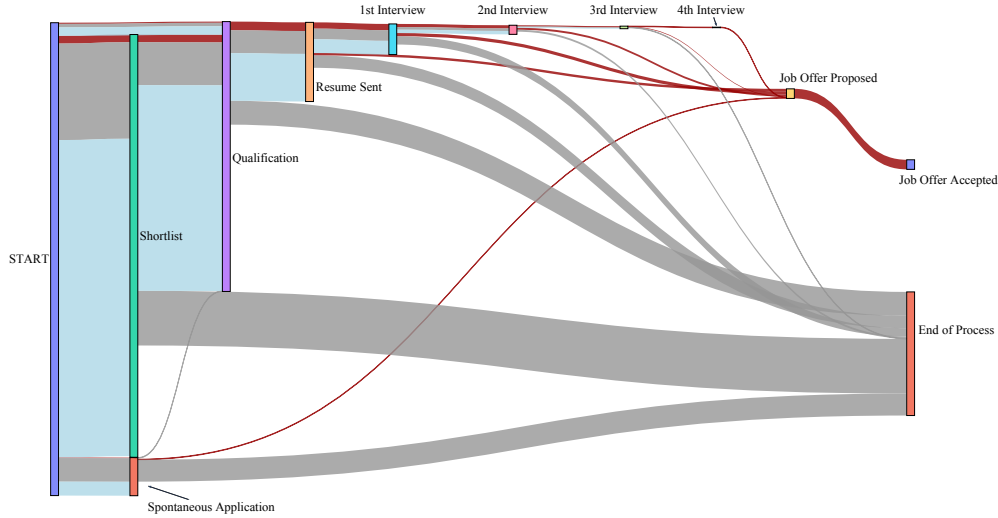 1st Interview
2nd Interview
3rd Interview
4th Interview
Job Offer Proposed
Resume Sent
Qualification
Job Offer Accepted
Shortlist
START
End of Process
Spontaneous Application